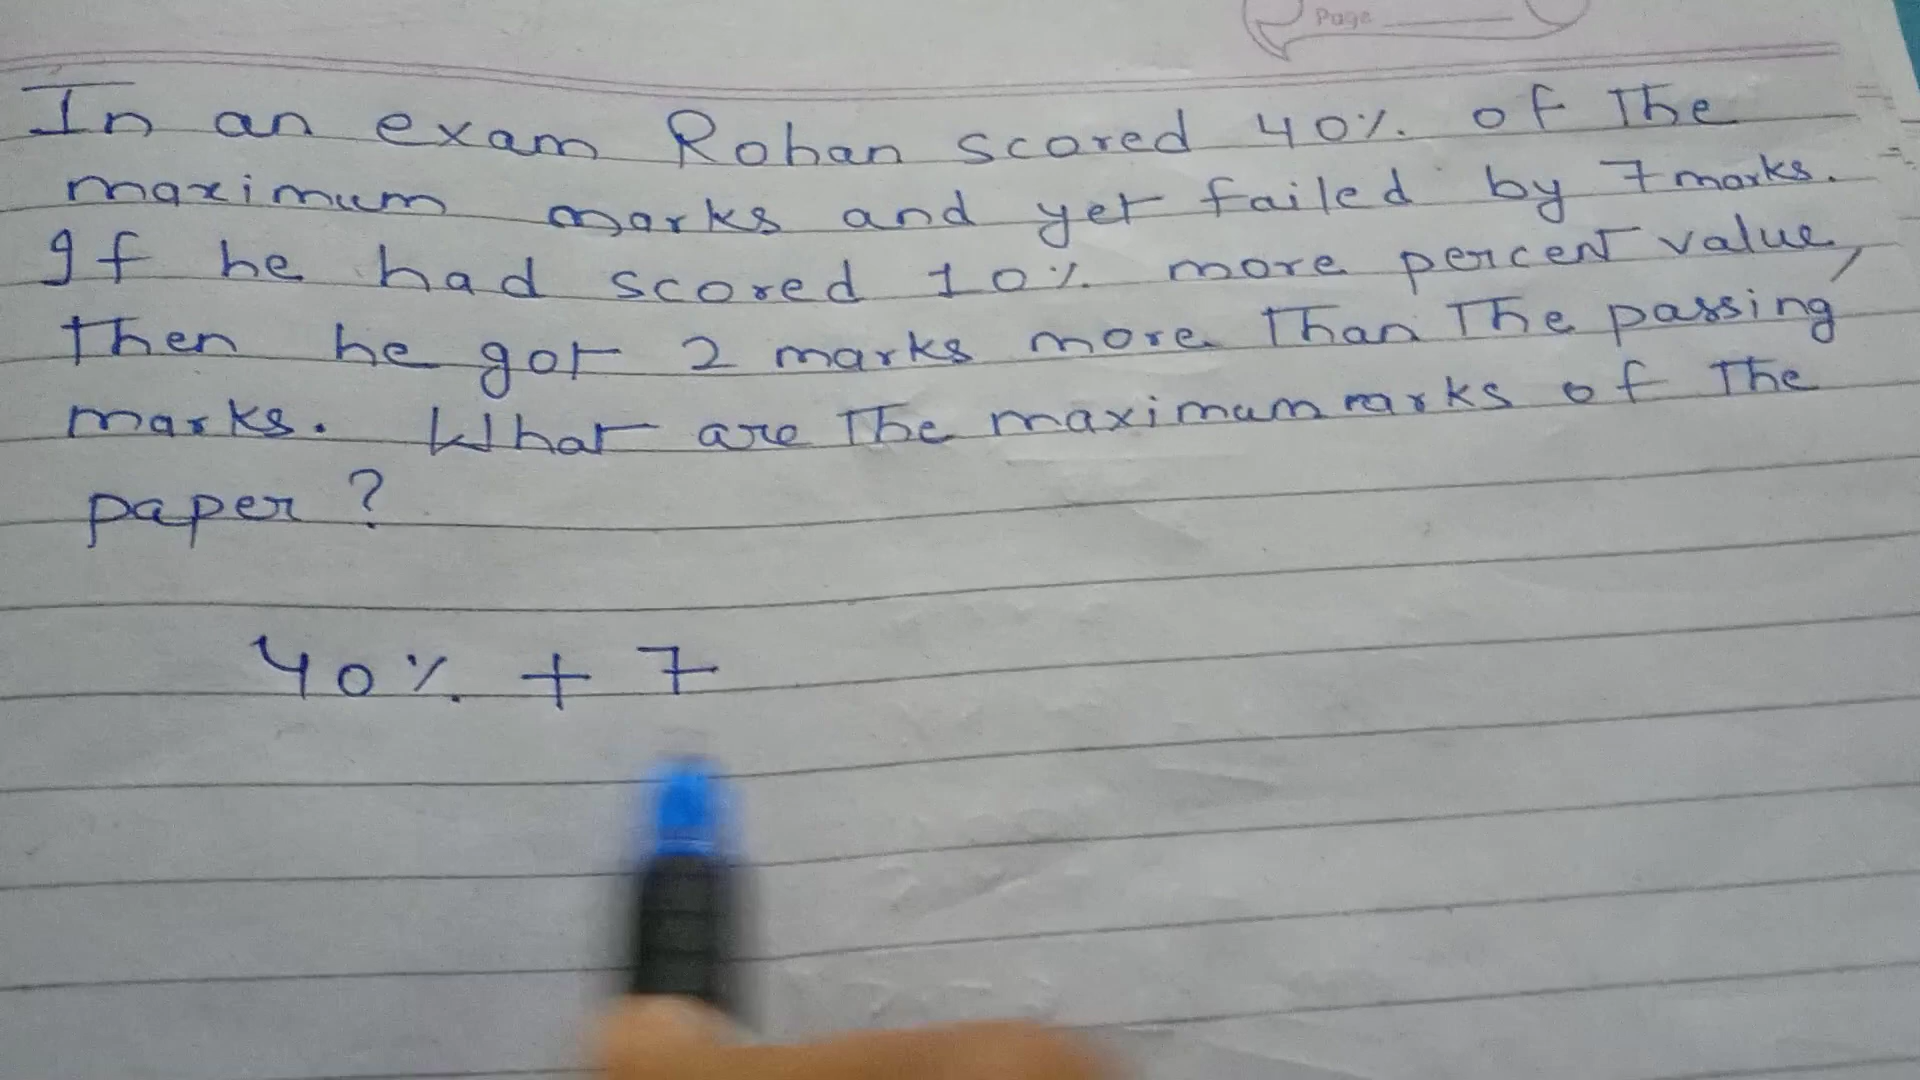 Page
In an exam Rohan scored 40% of The
maximum marks and yet failed by 7 marks.
If he had scored 10% more percent value,
Then he got 2 marks more Than The passing
marks. What are The maximum marks of The
paper ?
40% + 7